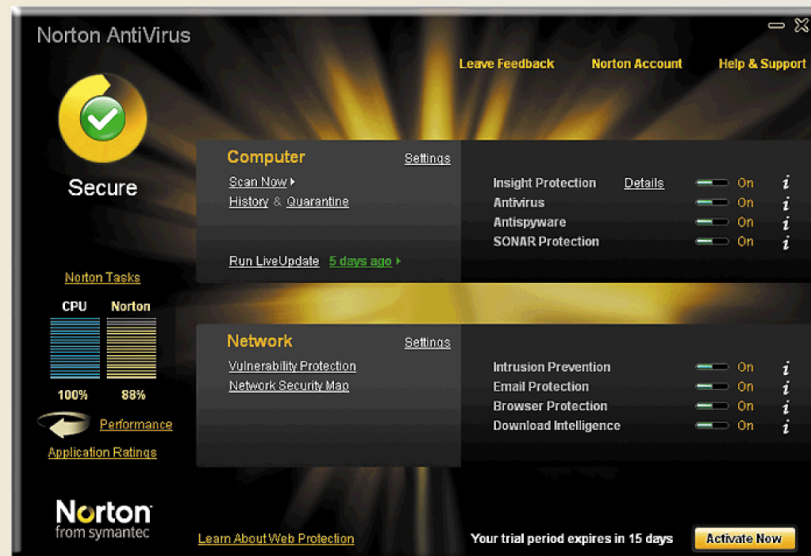 Norton AntiVirus
Leave Feedback Norton Account Help & Support
Secure
Computer Settings
Scan Now
History & Quarantine
Run LiveUpdate 5 days ago
Insight Protection Details On i
Antivirus On i
Antispyware On i
SONAR Protection On i
Norton Tasks
CPU Norton
100% 88%
Performance
Application Ratings
Network Settings
Vulnerability Protection
Network Security Map
Intrusion Prevention On i
Email Protection On i
Browser Protection On i
Download Intelligence On i
Norton
from symantec
Learn About Web Protection
Your trial period expires in 15 days Activate Now